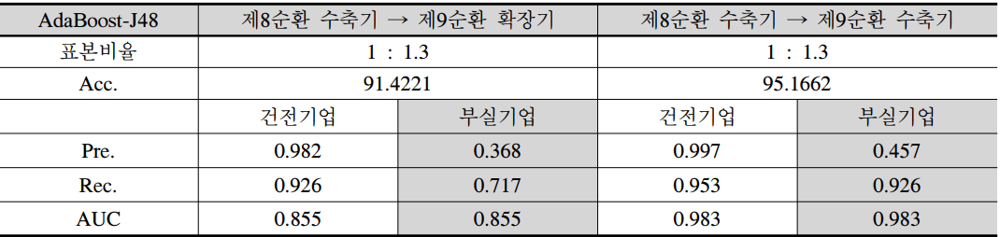 AdaBoost-J48 제8순환 수축기 → 제9순환 확장기 제8순환 수축기 → 제9순환 수축기
표본비율 1 : 1.3 1 : 1.3
Acc. 91.4221 95.1662
건전기업 부실기업 건전기업 부실기업
Pre. 0.982 0.368 0.997 0.457
Rec. 0.926 0.717 0.953 0.926
AUC 0.855 0.855 0.983 0.983